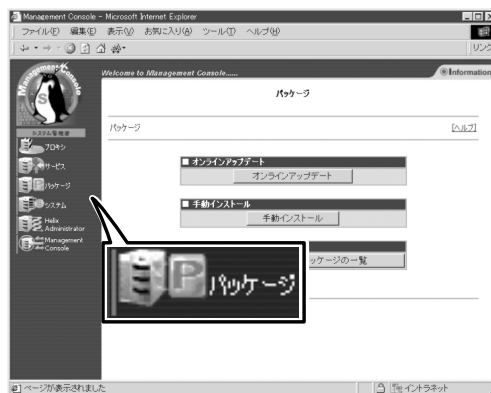 Management Console - Microsoft Internet Explorer
ファイル(F) 編集(E) 表示(V) お気に入り(A) ツール(T) ヘルプ(H)
リンク
Management Console
S
Welcome to Management Console......
Information
パッケージ
システム管理者
パッケージ
[ヘルプ]
プロキシ
サービス
パッケージ
システム
Helix Administrator
Management Console
■ オンラインアップデート
オンラインアップデート
■ 手動インストール
手動インストール
ッケージの一覧
P パッケージ
ページが表示されました
イントラネット